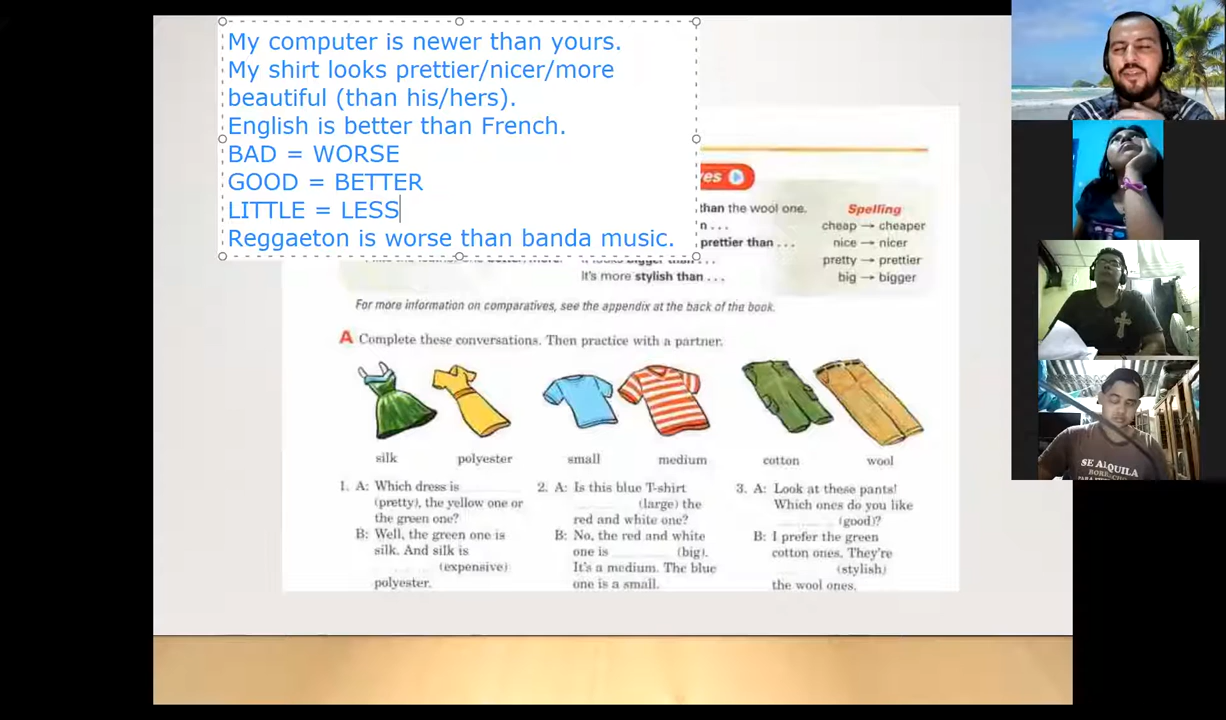 My computer is newer than yours.
My shirt looks prettier/nicer/more
beautiful (than his/hers).
English is better than French.
BAD = WORSE
GOOD = BETTER
LITTLE = LESS
Reggaeton is worse than banda music.
than the wool one.
prettier than . . .
It's more stylish than . . .
Spelling
cheap → cheaper
nice → nicer
pretty → prettier
big → bigger
For more information on comparatives, see the appendix at the back of the book.
A Complete these conversations. Then practice with a partner.
silk polyester small medium cotton wool
1. A: Which dress is
(pretty), the yellow one or
the green one?
B: Well, the green one is
silk. And silk is
(expensive)
polyester.
2. A: Is this blue T-shirt
(large) the
red and white one?
B: No, the red and white
one is (big).
It's a medium. The blue
one is a small.
3. A: Look at these pants!
Which ones do you like
(good)?
B: I prefer the green
cotton ones. They're
(stylish)
the wool ones.
SE ALQUILA